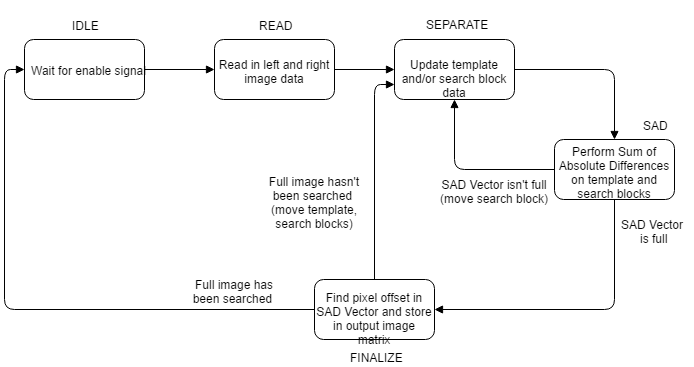 IDLE
READ
SEPARATE
Wait for enable signa
Read in left and right
image data
Update template
and/or search block
data
SAD
Perform Sum of
Absolute Differences
on template and
search blocks
Full image hasn't
been searched
(move template,
search blocks)
SAD Vector isn't full
(move search block)
SAD Vector
is full
Full image has
been searched
Find pixel offset in
SAD Vector and store
in output image
matrix
FINALIZE